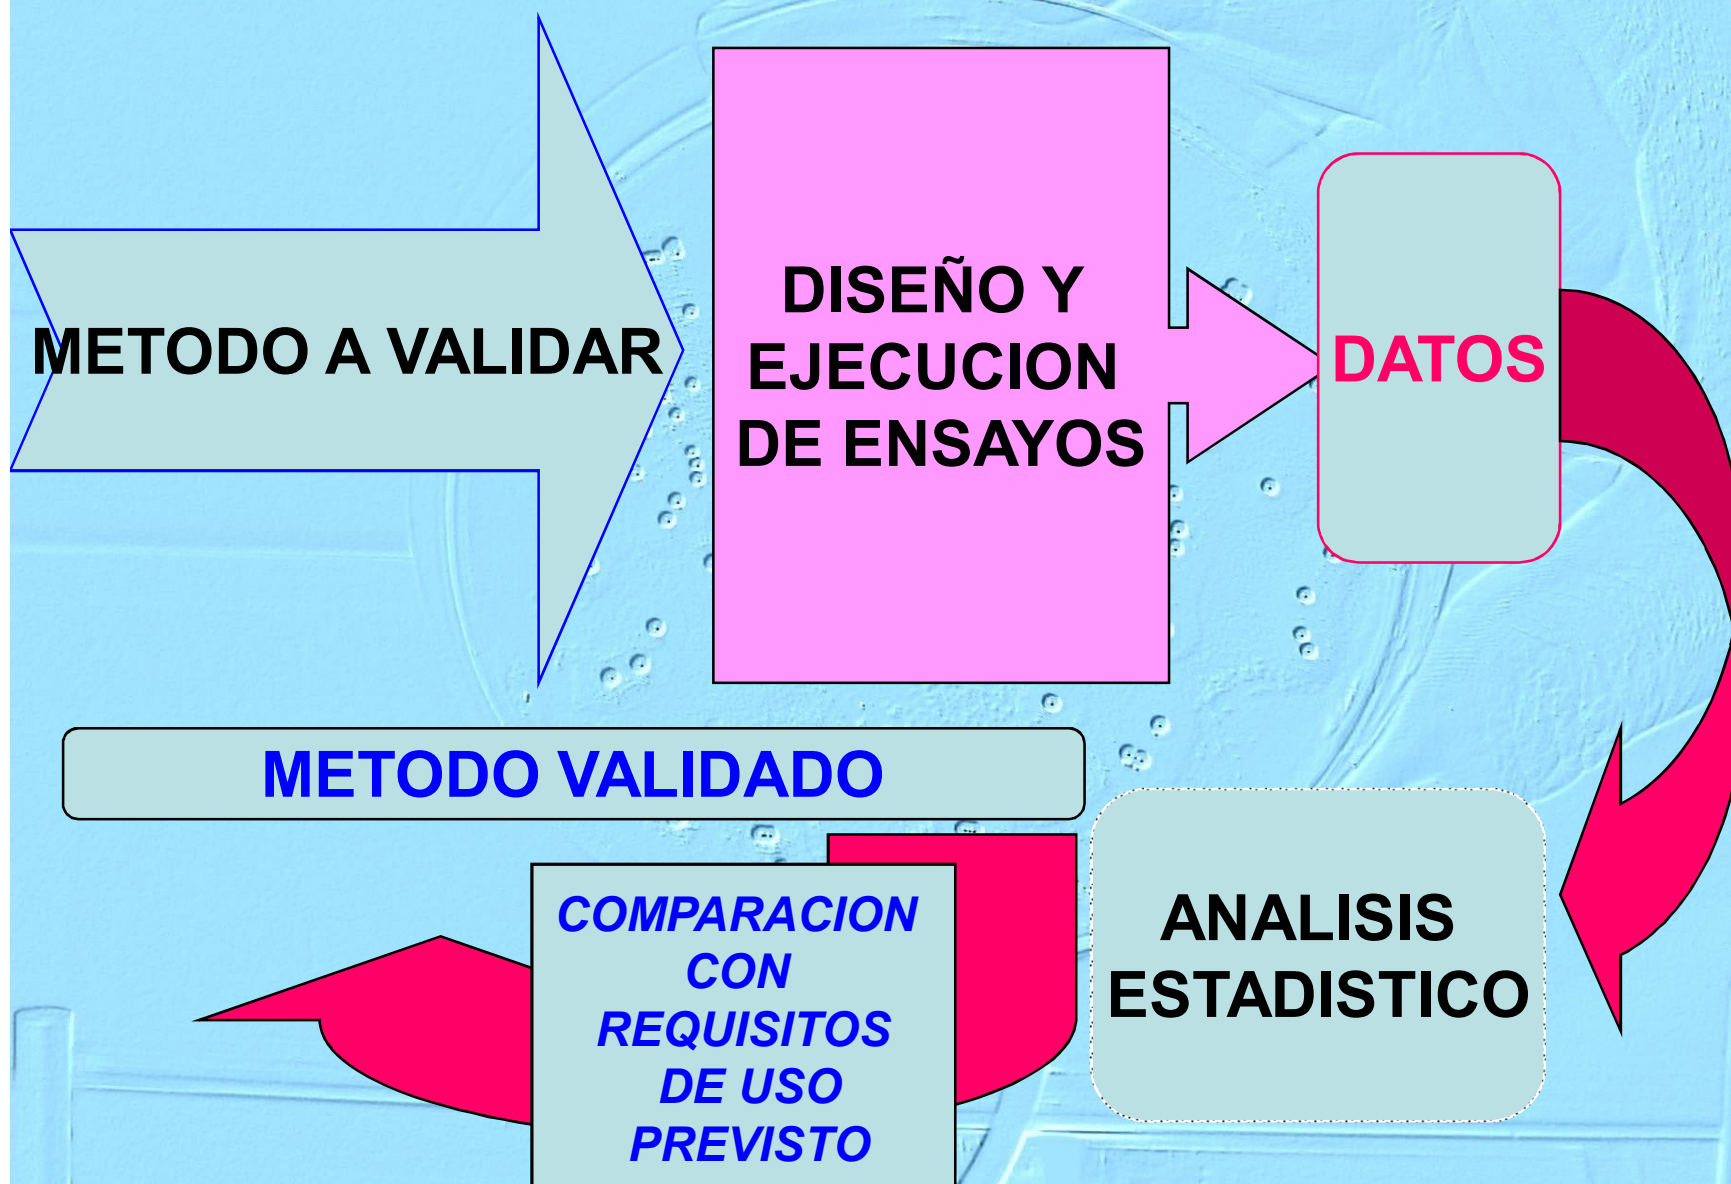 METODO A VALIDAR
DISEÑO Y
EJECUCION
DE ENSAYOS
DATOS
ANALISIS
ESTADISTICO
COMPARACION
CON
REQUISITOS
DE USO
PREVISTO
METODO VALIDADO